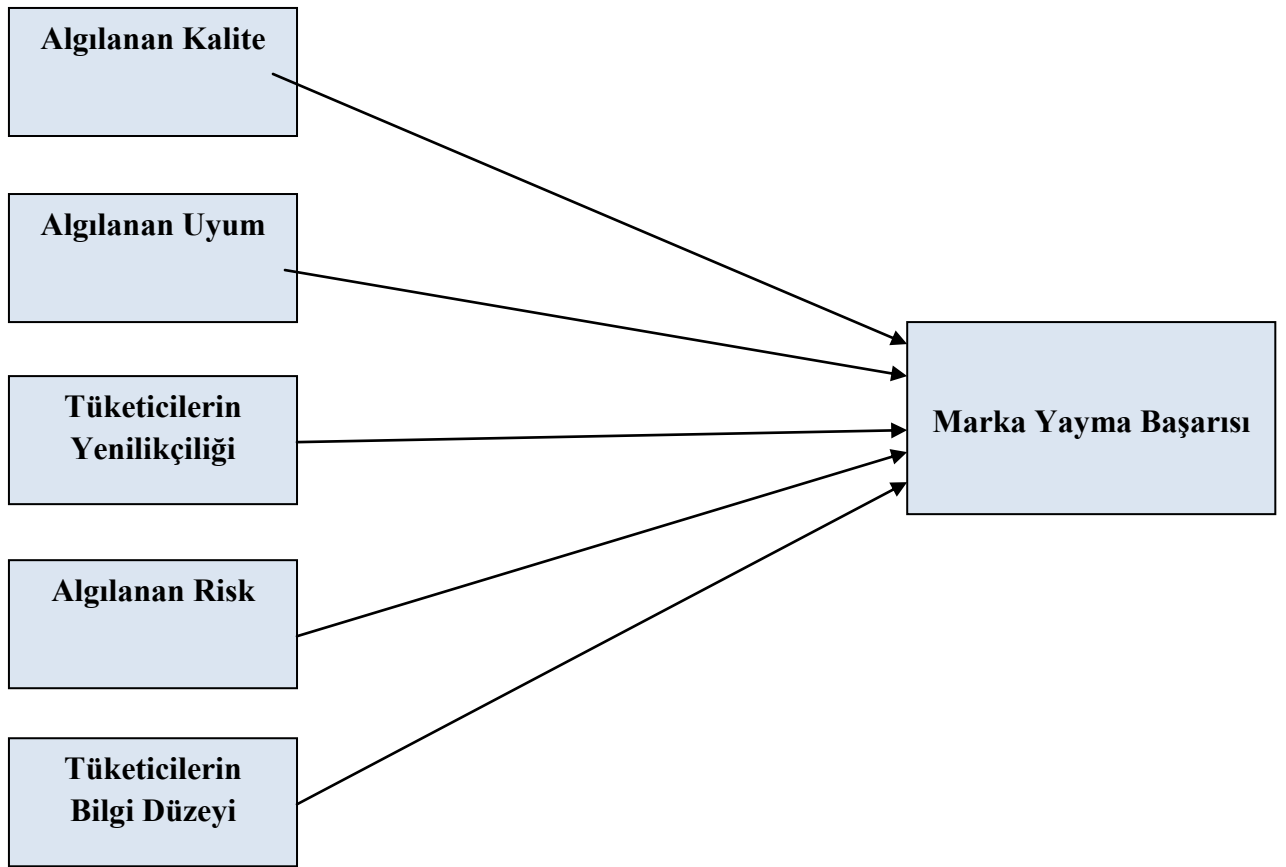 Algılanan Kalite
Algılanan Uyum
Tüketicilerin
Yenilikçiliği
Marka Yayma Başarısı
Algılanan Risk
Tüketicilerin
Bilgi Düzeyi